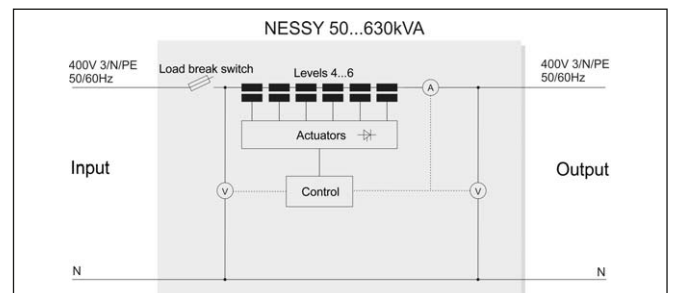 NESSY 50...630kVA
400V 3/N/PE
50/60Hz
Load break switch
Levels 4...6
A
400V 3/N/PE
50/60Hz
Actuators
Input
Output
V
Control
V
N
N